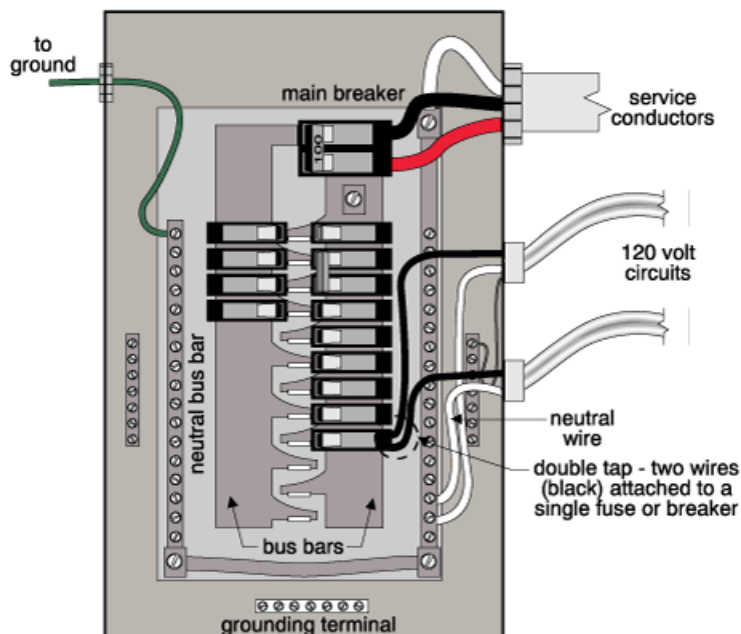 to
ground
main breaker
100
service
conductors
120 volt
circuits
neutral bus bar
neutral
wire
double tap - two wires
(black) attached to a
single fuse or breaker
bus bars
grounding terminal